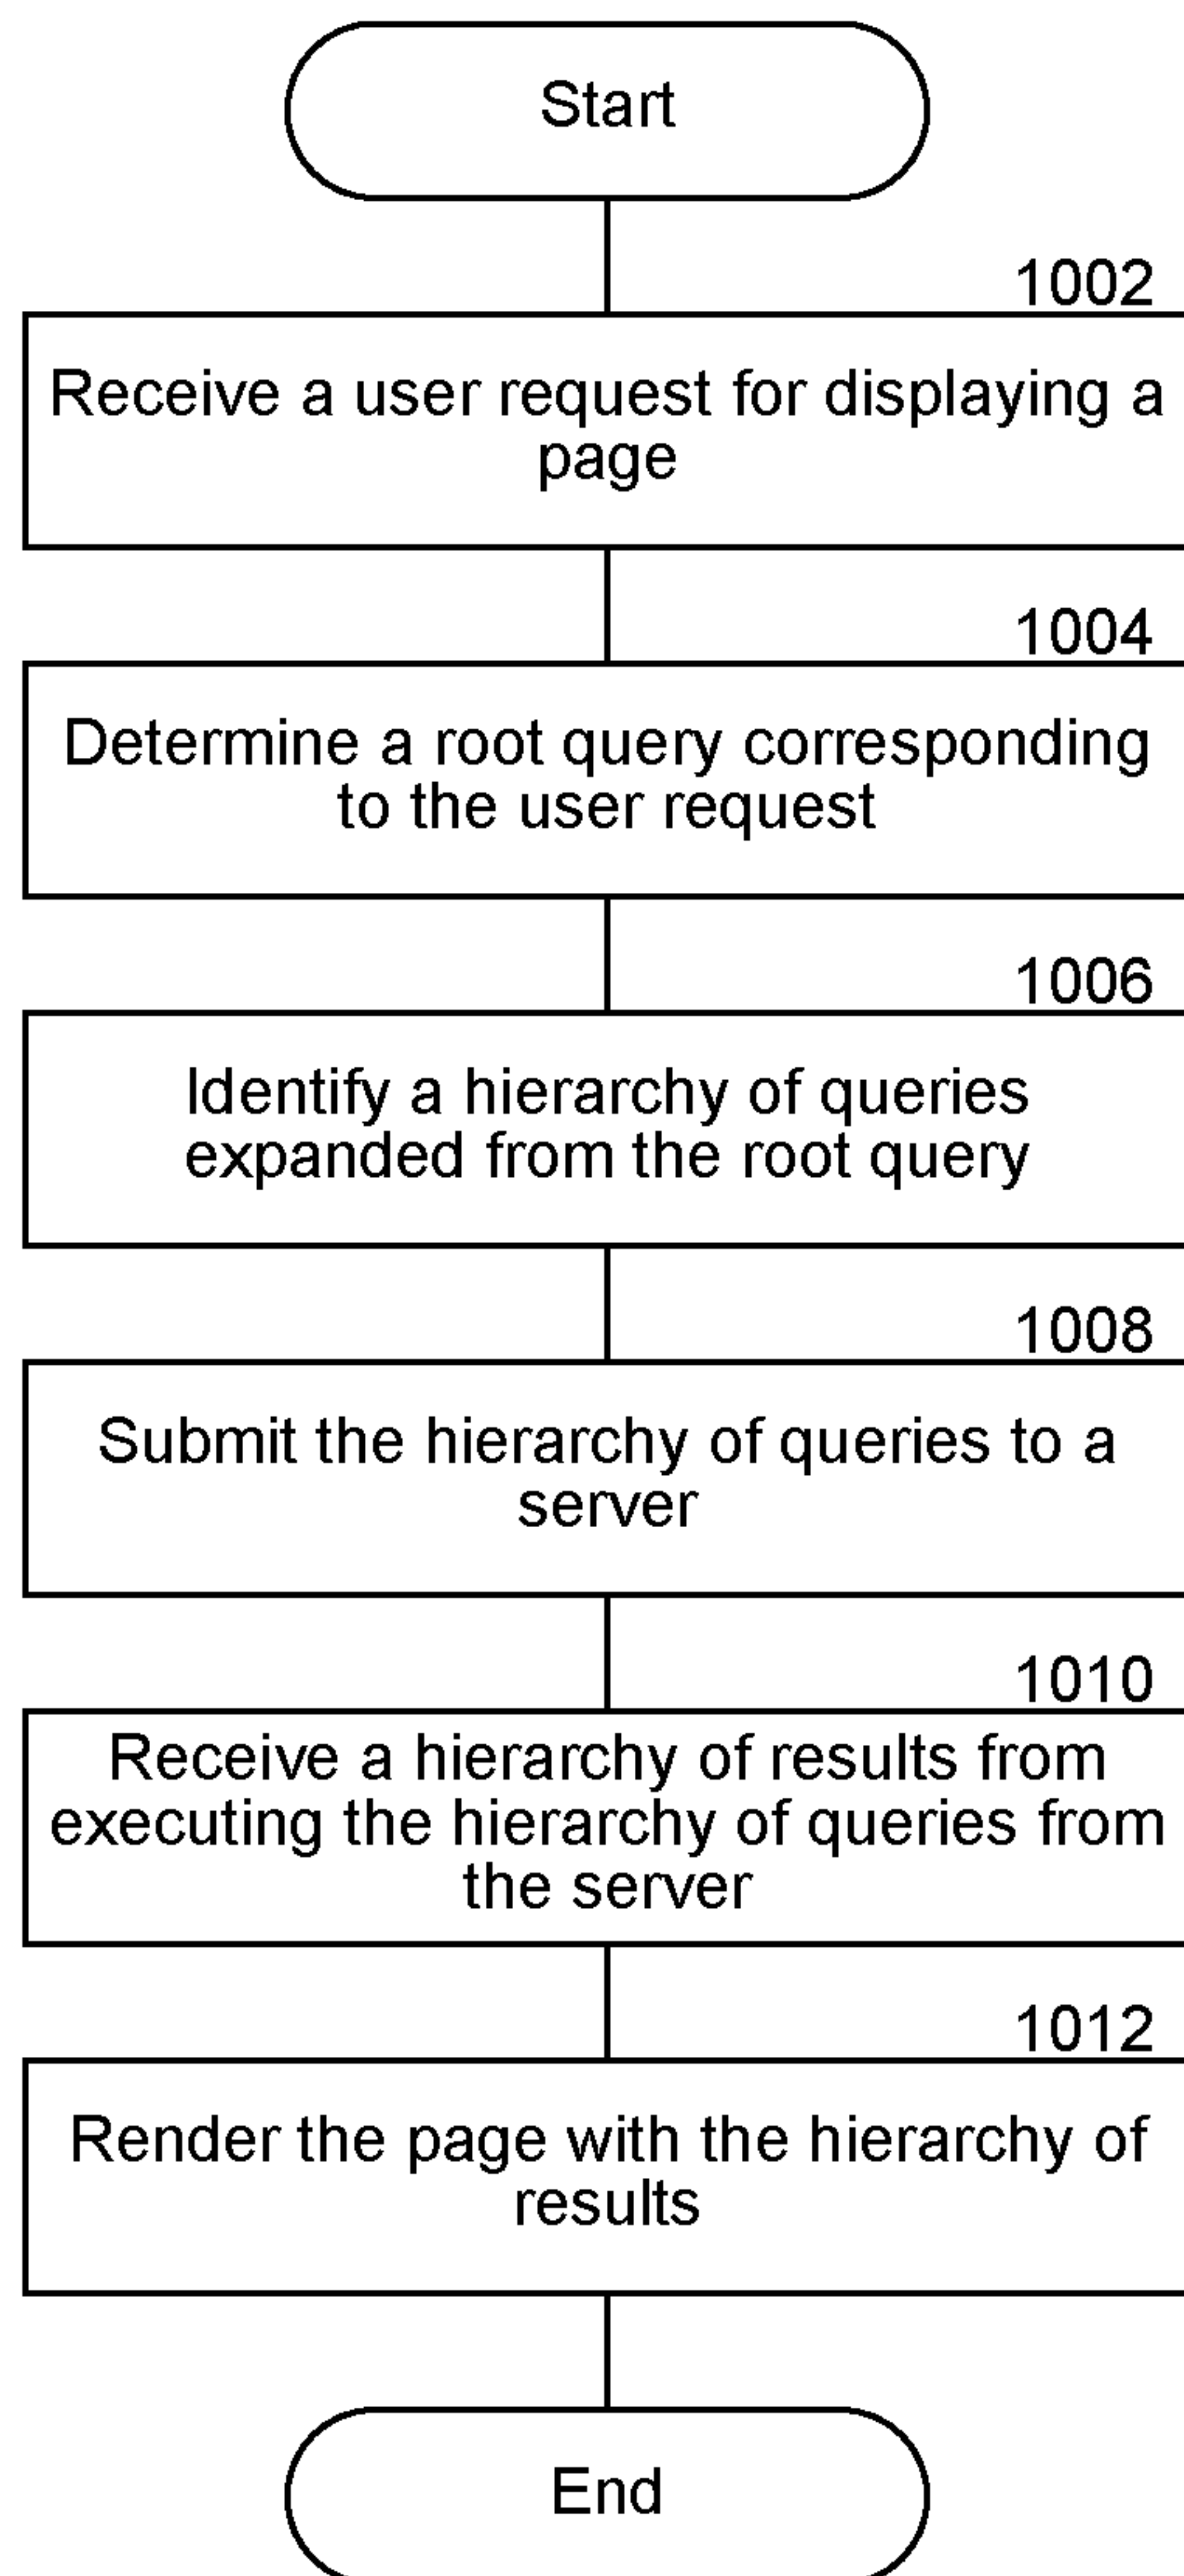 Start
1002
Receive a user request for displaying a
page
1004
Determine a root query corresponding
to the user request
1006
Identify a hierarchy of queries
expanded from the root query
1008
Submit the hierarchy of queries to a
server
1010
Receive a hierarchy of results from
executing the hierarchy of queries from
the server
1012
Render the page with the hierarchy of
results
End